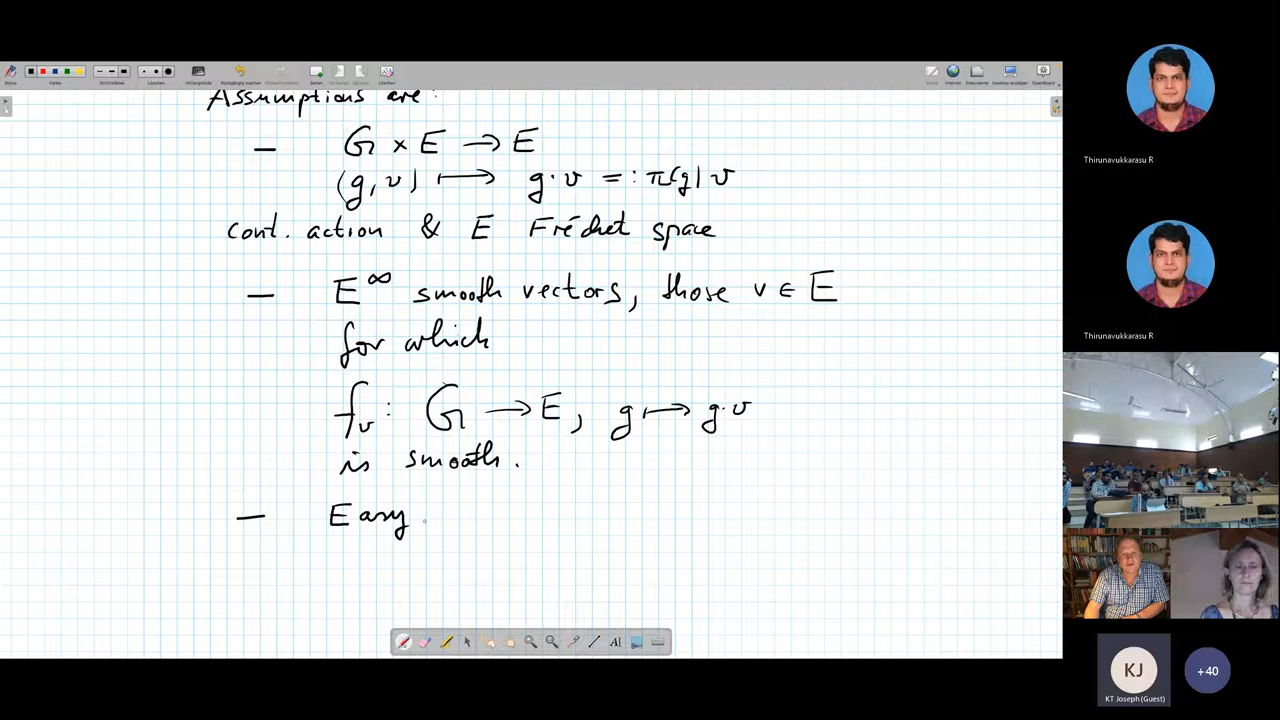 Assumptions are:
— G × E → E
(g, v) ↦ g·v =: π(g) v
cont. action & E Fréchet space
— E^∞ smooth vectors, those v ∈ E
for which
f_v : G → E, g ↦ g·v
is smooth.
— Easy
Thirunavukkarasu R
Thirunavukkarasu R
KJ
+40
KT Joseph (Guest)